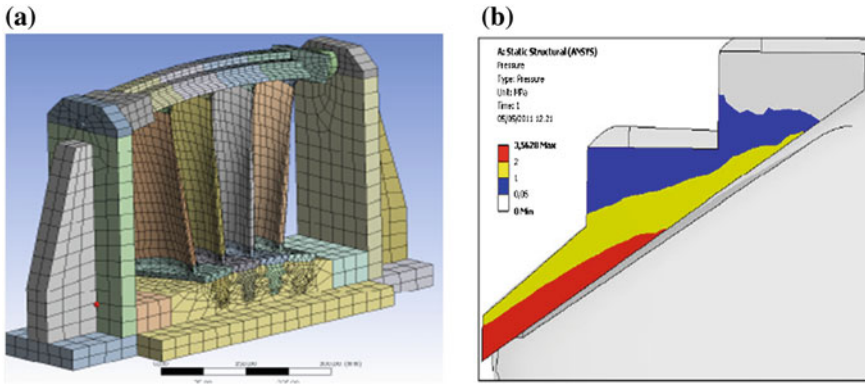 (a)
(b)
A: Static Structural (ANSYS)
Pressure
Type: Pressure
Unit: MPa
Time: 1
05/05/2011 12.21
3,5628 Max
2
1
0,05
0 Min